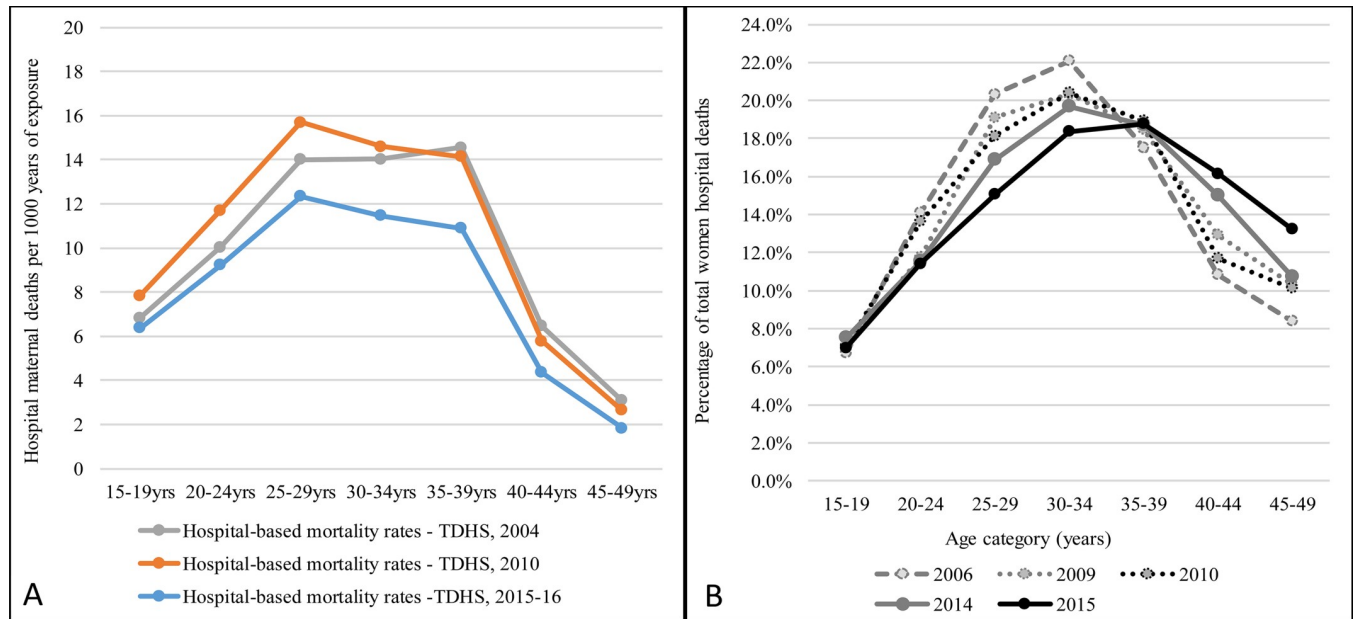 Hospital maternal deaths per 1000 years of exposure
20
18
16
14
12
10
8
6
4
2
0
15-19yrs 20-24yrs 25-29yrs 30-34yrs 35-39yrs 40-44yrs 45-49yrs
Hospital-based mortality rates - TDHS, 2004
Hospital-based mortality rates - TDHS, 2010
Hospital-based mortality rates -TDHS, 2015-16
A
Percentage of total women hospital deaths
24.0%
22.0%
20.0%
18.0%
16.0%
14.0%
12.0%
10.0%
8.0%
6.0%
4.0%
2.0%
0.0%
15-19 20-24 25-29 30-34 35-39 40-44 45-49
Age category (years)
2006 2009 2010
2014 2015
B